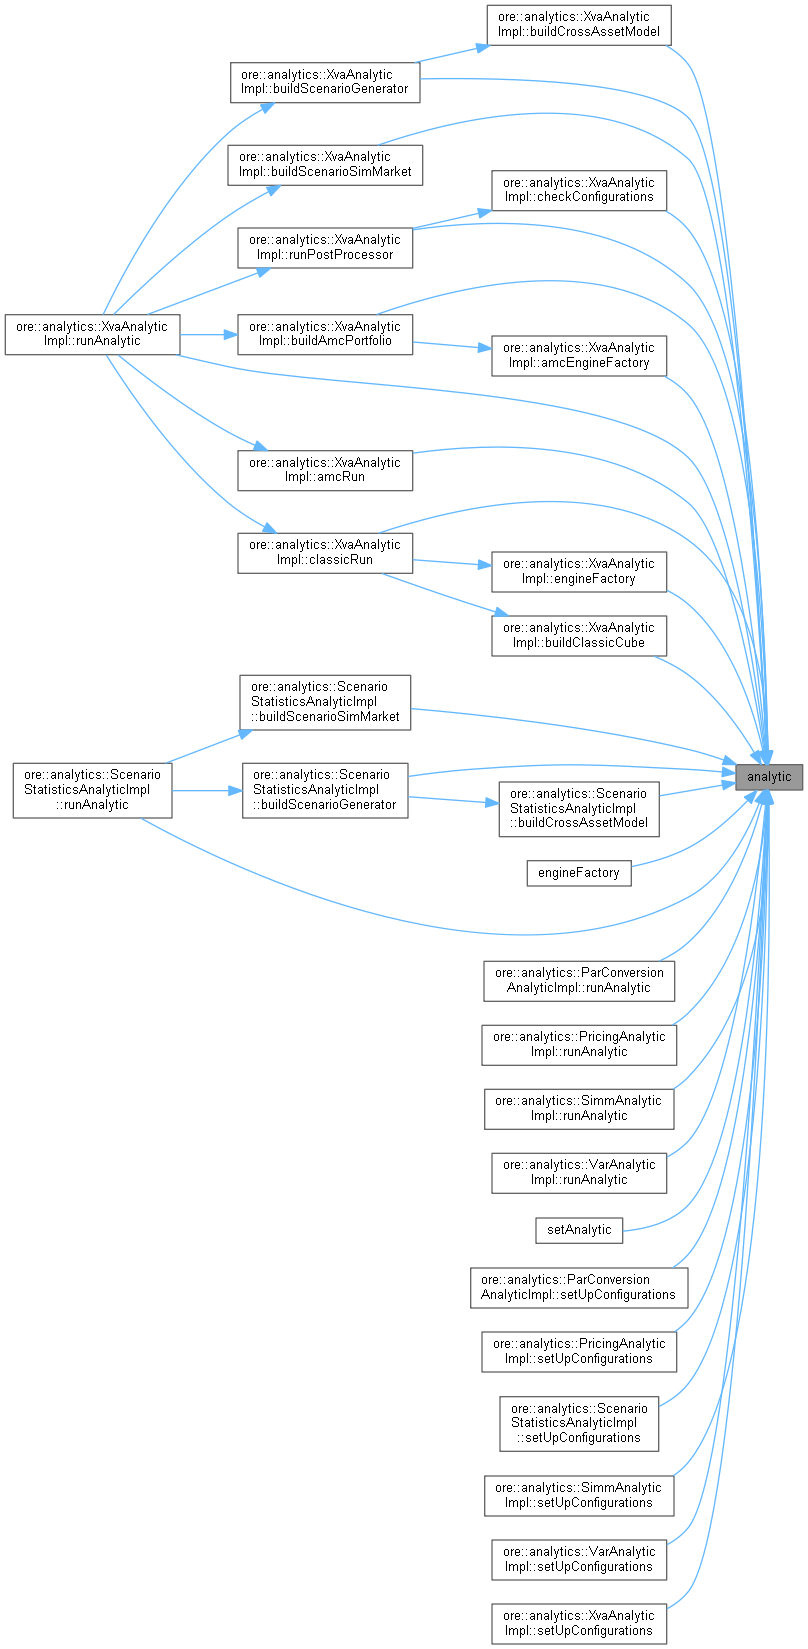 ore::analytics::XvaAnalytic
Impl::buildCrossAssetModel
ore::analytics::XvaAnalytic
Impl::buildScenarioGenerator
ore::analytics::XvaAnalytic
Impl::buildScenarioSimMarket
ore::analytics::XvaAnalytic
Impl::checkConfigurations
ore::analytics::XvaAnalytic
Impl::runPostProcessor
ore::analytics::XvaAnalytic
Impl::runAnalytic
ore::analytics::XvaAnalytic
Impl::buildAmcPortfolio
ore::analytics::XvaAnalytic
Impl::amcEngineFactory
ore::analytics::XvaAnalytic
Impl::amcRun
ore::analytics::XvaAnalytic
Impl::classicRun
ore::analytics::XvaAnalytic
Impl::engineFactory
ore::analytics::XvaAnalytic
Impl::buildClassicCube
ore::analytics::Scenario
StatisticsAnalyticImpl
::buildScenarioSimMarket
ore::analytics::Scenario
StatisticsAnalyticImpl
::runAnalytic
ore::analytics::Scenario
StatisticsAnalyticImpl
::buildScenarioGenerator
analytic
ore::analytics::Scenario
StatisticsAnalyticImpl
::buildCrossAssetModel
engineFactory
ore::analytics::ParConversion
AnalyticImpl::runAnalytic
ore::analytics::PricingAnalytic
Impl::runAnalytic
ore::analytics::SimmAnalytic
Impl::runAnalytic
ore::analytics::VarAnalytic
Impl::runAnalytic
setAnalytic
ore::analytics::ParConversion
AnalyticImpl::setUpConfigurations
ore::analytics::PricingAnalytic
Impl::setUpConfigurations
ore::analytics::Scenario
StatisticsAnalyticImpl
::setUpConfigurations
ore::analytics::SimmAnalytic
Impl::setUpConfigurations
ore::analytics::VarAnalytic
Impl::setUpConfigurations
ore::analytics::XvaAnalytic
Impl::setUpConfigurations